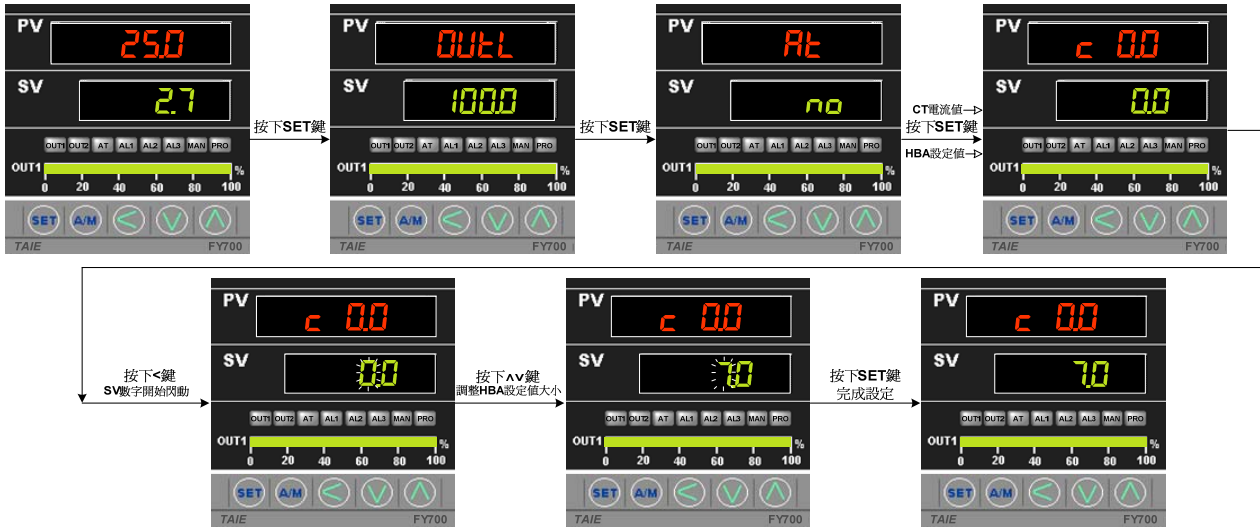 PV
25.0
SV
2.7
OUT1 OUT2 AT AL1 AL2 AL3 MAN PRO
OUT1
%
0 20 40 60 80 100
SET A/M < ∨ ∧
TAIE FY700
按下SET鍵
PV
OUtL
SV
100.0
OUT1 OUT2 AT AL1 AL2 AL3 MAN PRO
OUT1
%
0 20 40 60 80 100
SET A/M < ∨ ∧
TAIE FY700
按下SET鍵
PV
At
SV
no
OUT1 OUT2 AT AL1 AL2 AL3 MAN PRO
OUT1
%
0 20 40 60 80 100
SET A/M < ∨ ∧
TAIE FY700
CT電流值
按下SET鍵
HBA設定值
PV
c 0.0
SV
0.0
OUT1 OUT2 AT AL1 AL2 AL3 MAN PRO
OUT1
%
0 20 40 60 80 100
SET A/M < ∨ ∧
TAIE FY700
按下<鍵
SV數字開始閃動
PV
c 0.0
SV
0.0
OUT1 OUT2 AT AL1 AL2 AL3 MAN PRO
OUT1
%
0 20 40 60 80 100
SET A/M < ∨ ∧
TAIE FY700
按下∧∨鍵
調整HBA設定值大小
PV
c 0.0
SV
7.0
OUT1 OUT2 AT AL1 AL2 AL3 MAN PRO
OUT1
%
0 20 40 60 80 100
SET A/M < ∨ ∧
TAIE FY700
按下SET鍵
完成設定
PV
c 0.0
SV
7.0
OUT1 OUT2 AT AL1 AL2 AL3 MAN PRO
OUT1
%
0 20 40 60 80 100
SET A/M < ∨ ∧
TAIE FY700